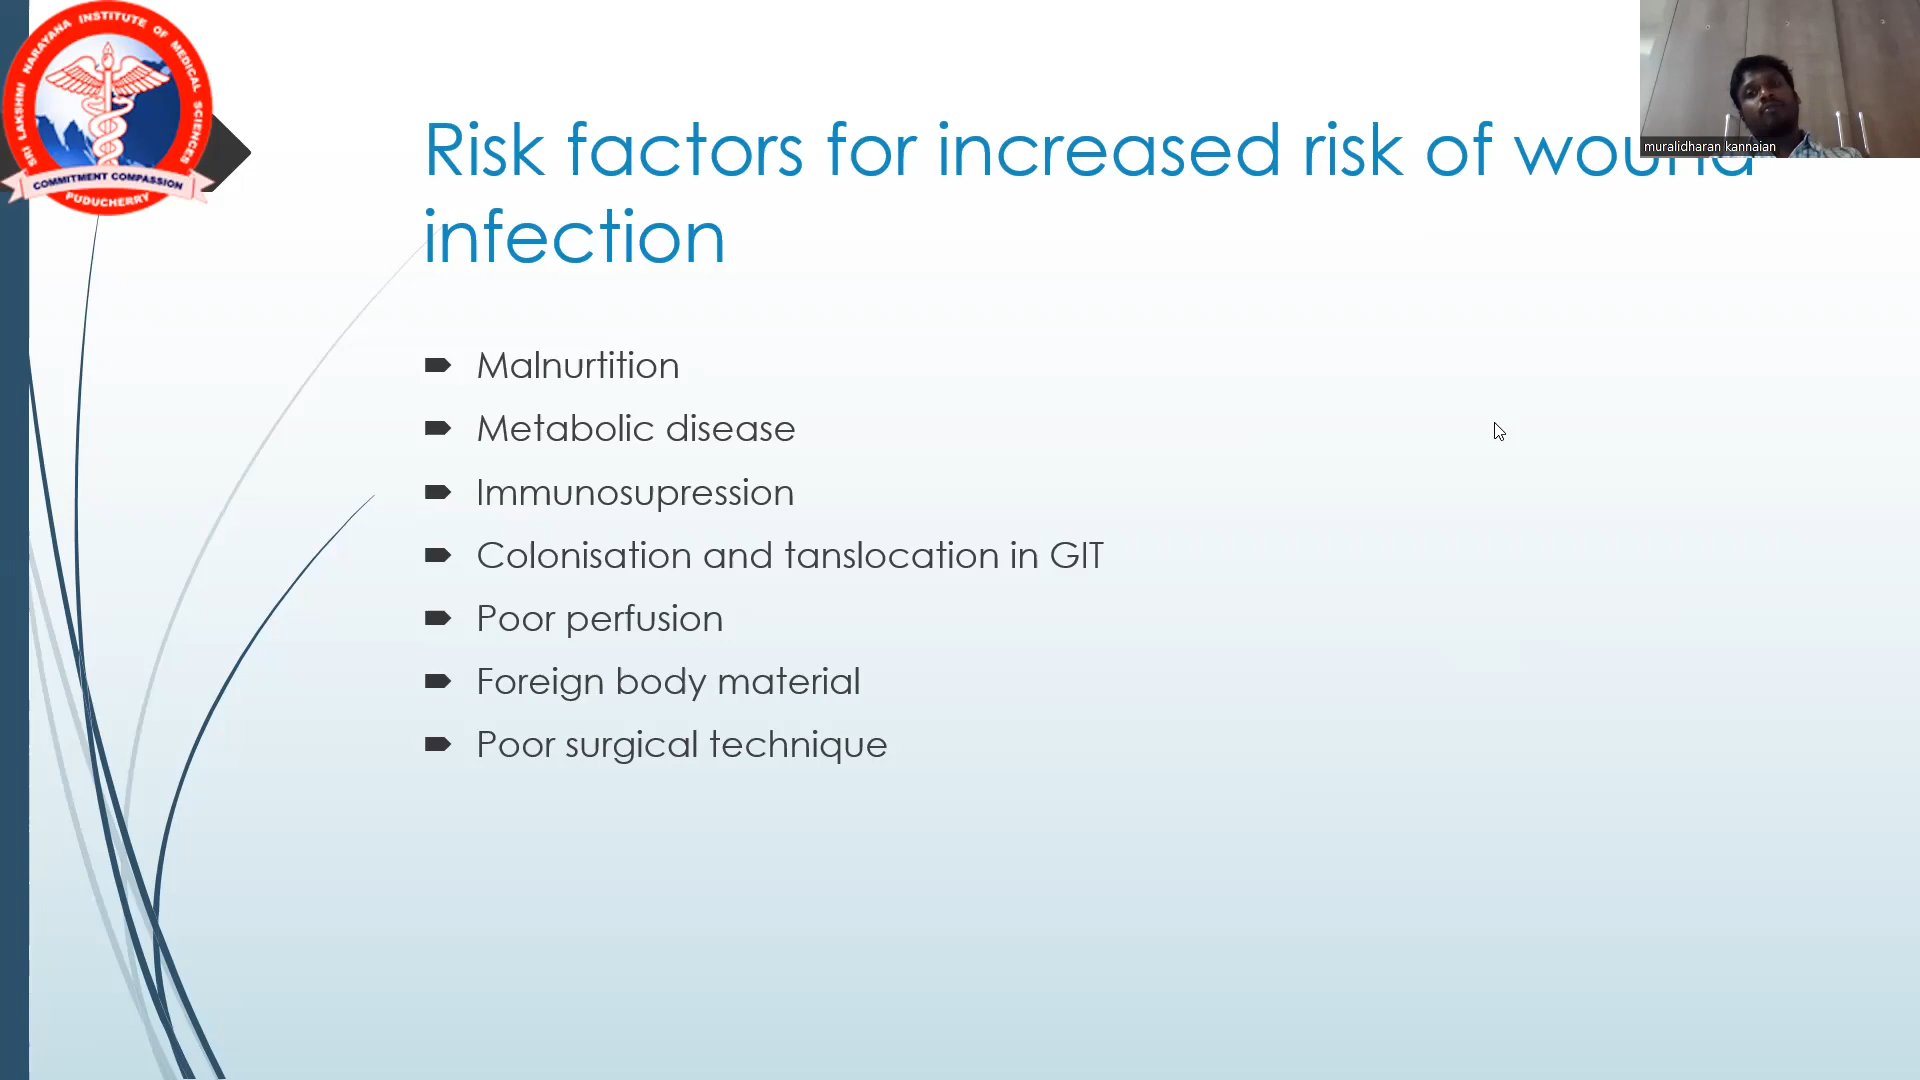 SRI LAKSHMI NARAYANA INSTITUTE OF MEDICAL SCIENCES
COMMITMENT COMPASSION
PUDUCHERRY
muralidharan kannaian
Risk factors for increased risk of wound
infection
Malnurtition
Metabolic disease
Immunosupression
Colonisation and tanslocation in GIT
Poor perfusion
Foreign body material
Poor surgical technique